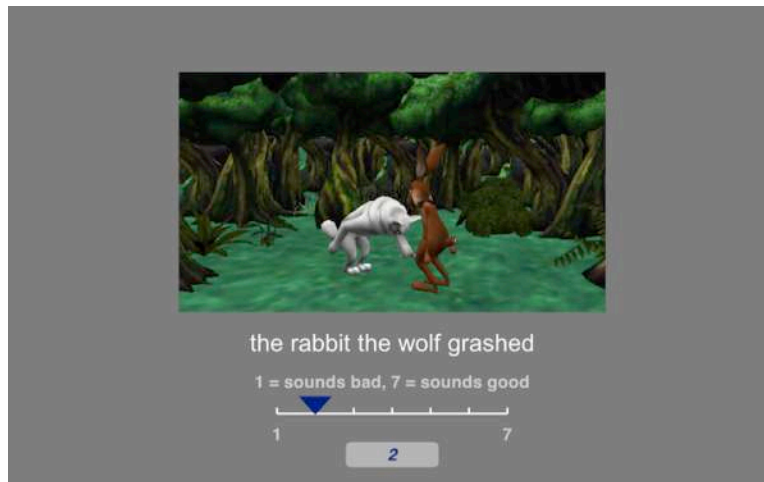 the rabbit the wolf grashed
1 = sounds bad, 7 = sounds good
1 7
2